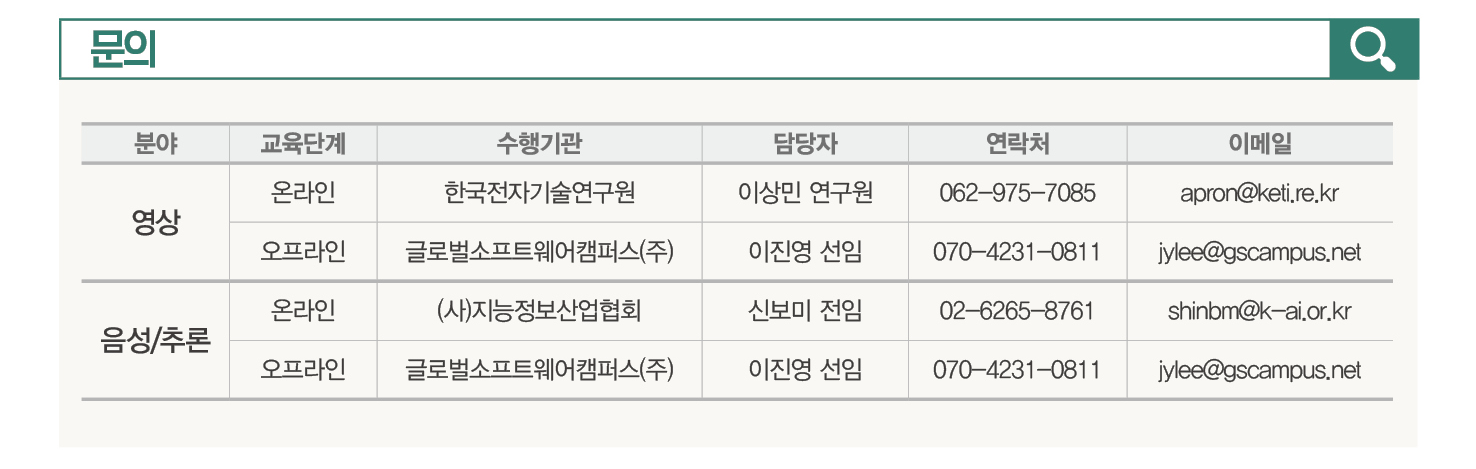 문의
분야 교육단계 수행기관 담당자 연락처 이메일
영상
온라인 한국전자기술연구원 이상민 연구원 062-975-7085 apron@keti.re.kr
오프라인 글로벌소프트웨어캠퍼스(주) 이진영 선임 070-4231-0811 jylee@gscampus.net
음성/추론
온라인 (사)지능정보산업협회 신보미 전임 02-6265-8761 shinbm@k-ai.or.kr
오프라인 글로벌소프트웨어캠퍼스(주) 이진영 선임 070-4231-0811 jylee@gscampus.net